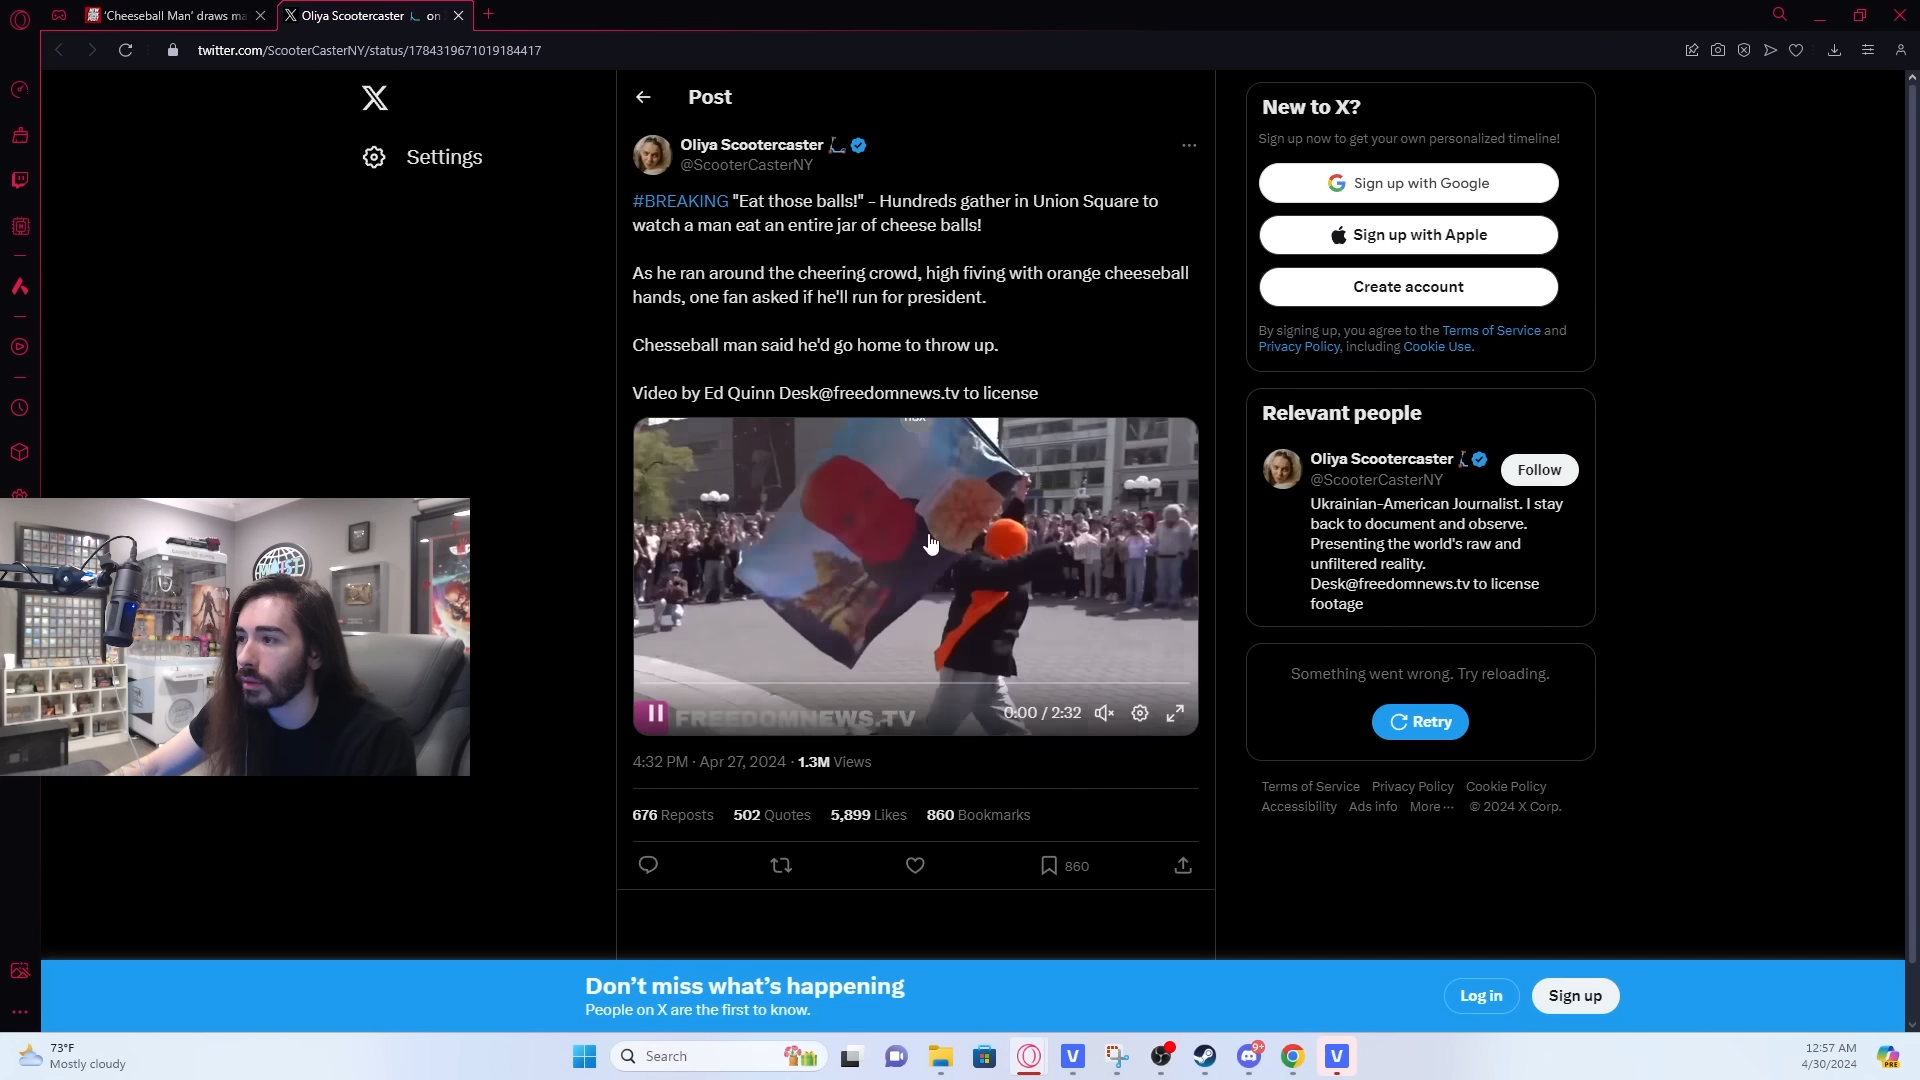 'Cheeseball Man' draws ma
Oliya Scootercaster 🛴 on
twitter.com/ScooterCasterNY/status/1784319671019184417
Settings
Post
Oliya Scootercaster 🛴
@ScooterCasterNY
#BREAKING "Eat those balls!" - Hundreds gather in Union Square to
watch a man eat an entire jar of cheese balls!
As he ran around the cheering crowd, high fiving with orange cheeseball
hands, one fan asked if he'll run for president.
Chesseball man said he'd go home to throw up.
Video by Ed Quinn Desk@freedomnews.tv to license
FREEDOMNEWS.TV
0:00 / 2:32
4:32 PM · Apr 27, 2024 · 1.3M Views
676 Reposts 502 Quotes 5,899 Likes 860 Bookmarks
860
New to X?
Sign up now to get your own personalized timeline!
Sign up with Google
Sign up with Apple
Create account
By signing up, you agree to the Terms of Service and
Privacy Policy, including Cookie Use.
Relevant people
Oliya Scootercaster 🛴
@ScooterCasterNY
Follow
Ukrainian-American Journalist. I stay
back to document and observe.
Presenting the world's raw and
unfiltered reality.
Desk@freedomnews.tv to license
footage
Something went wrong. Try reloading.
Retry
Terms of Service Privacy Policy Cookie Policy
Accessibility Ads info More ··· © 2024 X Corp.
Don't miss what's happening
People on X are the first to know.
Log in
Sign up
73°F
Mostly cloudy
Search
9+
12:57 AM
4/30/2024
PRE